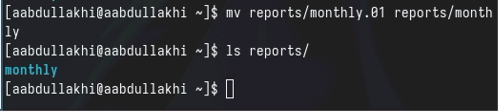 [aabdullakhi@aabdullakhi ~]$ mv reports/monthly.01 reports/month
ly
[aabdullakhi@aabdullakhi ~]$ ls reports/
monthly
[aabdullakhi@aabdullakhi ~]$